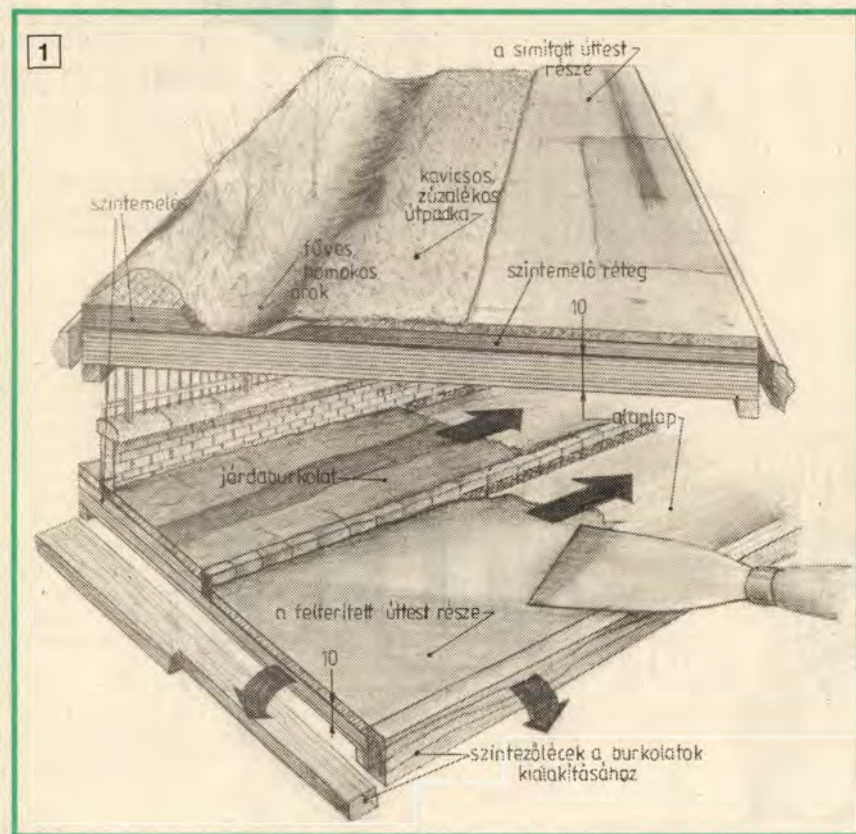 1
a simított úttest
része
kavicsos,
zúzalékos
útpadka
szintemelés
füves,
homokos
árok
szintemelő réteg
10
alaplap
járdaburkolat
a felterített úttest része
10
szintezőlécek a burkolatok
kialakításához